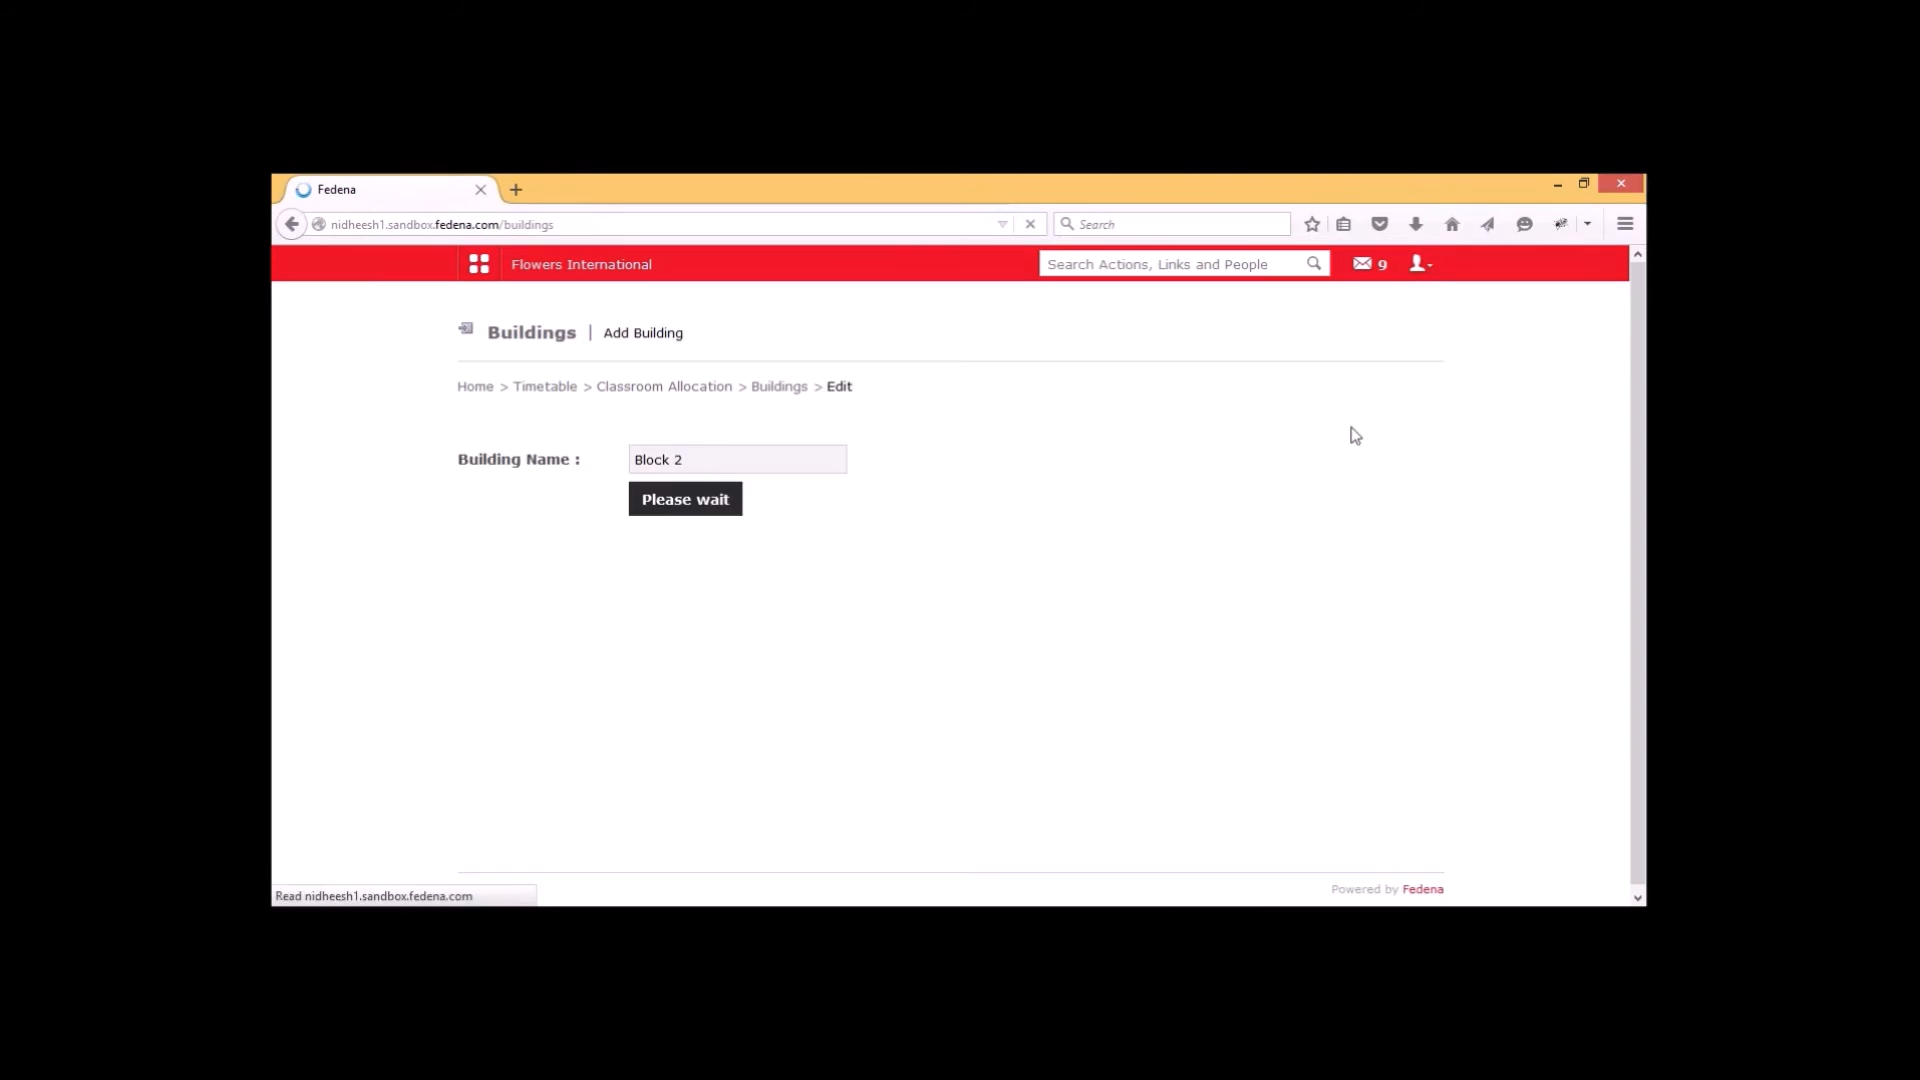 Fedena
nidheesh1.sandbox.fedena.com/buildings
Search
Flowers International
Search Actions, Links and People
9
Buildings | Add Building
Home > Timetable > Classroom Allocation > Buildings > Edit
Building Name :
Block 2
Please wait
Powered by Fedena
Read nidheesh1.sandbox.fedena.com